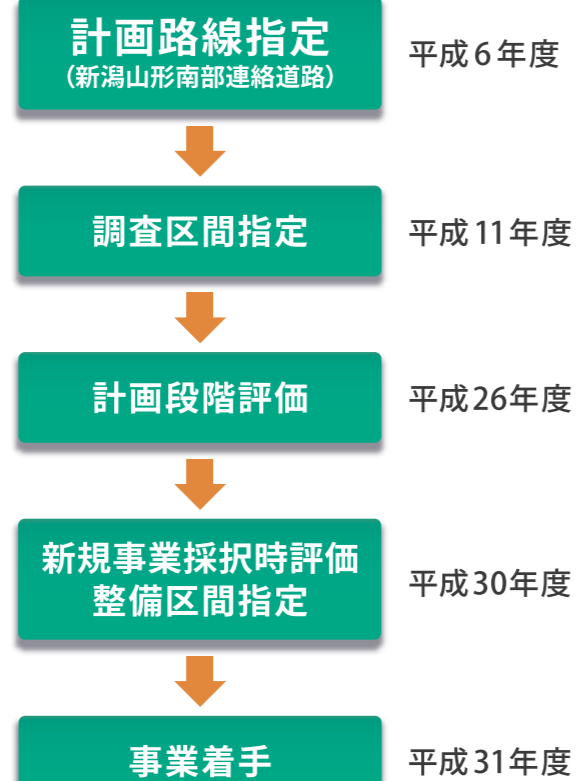 計画路線指定
(新潟山形南部連絡道路)
平成6年度
調査区間指定
平成11年度
計画段階評価
平成26年度
新規事業採択時評価
整備区間指定
平成30年度
事業着手
平成31年度